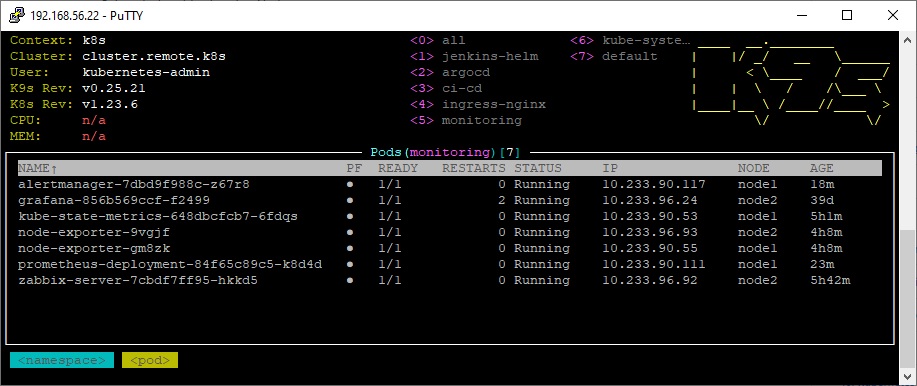 192.168.56.22 - PuTTY
Context: k8s <0> all <6> kube-syste…
Cluster: cluster.remote.k8s <1> jenkins-helm <7> default
User: kubernetes-admin <2> argocd
K9s Rev: v0.25.21 <3> ci-cd
K8s Rev: v1.23.6 <4> ingress-nginx
CPU: n/a <5> monitoring
MEM: n/a
Pods(monitoring)[7]
NAME↑ PF READY RESTARTS STATUS IP NODE AGE
alertmanager-7dbd9f988c-z67r8 ● 1/1 0 Running 10.233.90.117 node1 18m
grafana-856b569ccf-f2499 ● 1/1 2 Running 10.233.96.24 node2 39d
kube-state-metrics-648dbcfcb7-6fdqs ● 1/1 0 Running 10.233.90.53 node1 5h1m
node-exporter-9vgjf ● 1/1 0 Running 10.233.96.93 node2 4h8m
node-exporter-gm8zk ● 1/1 0 Running 10.233.90.55 node1 4h8m
prometheus-deployment-84f65c89c5-k8d4d ● 1/1 0 Running 10.233.90.111 node1 23m
zabbix-server-7cbdf7ff95-hkkd5 ● 1/1 0 Running 10.233.96.92 node2 5h42m
<namespace> <pod>